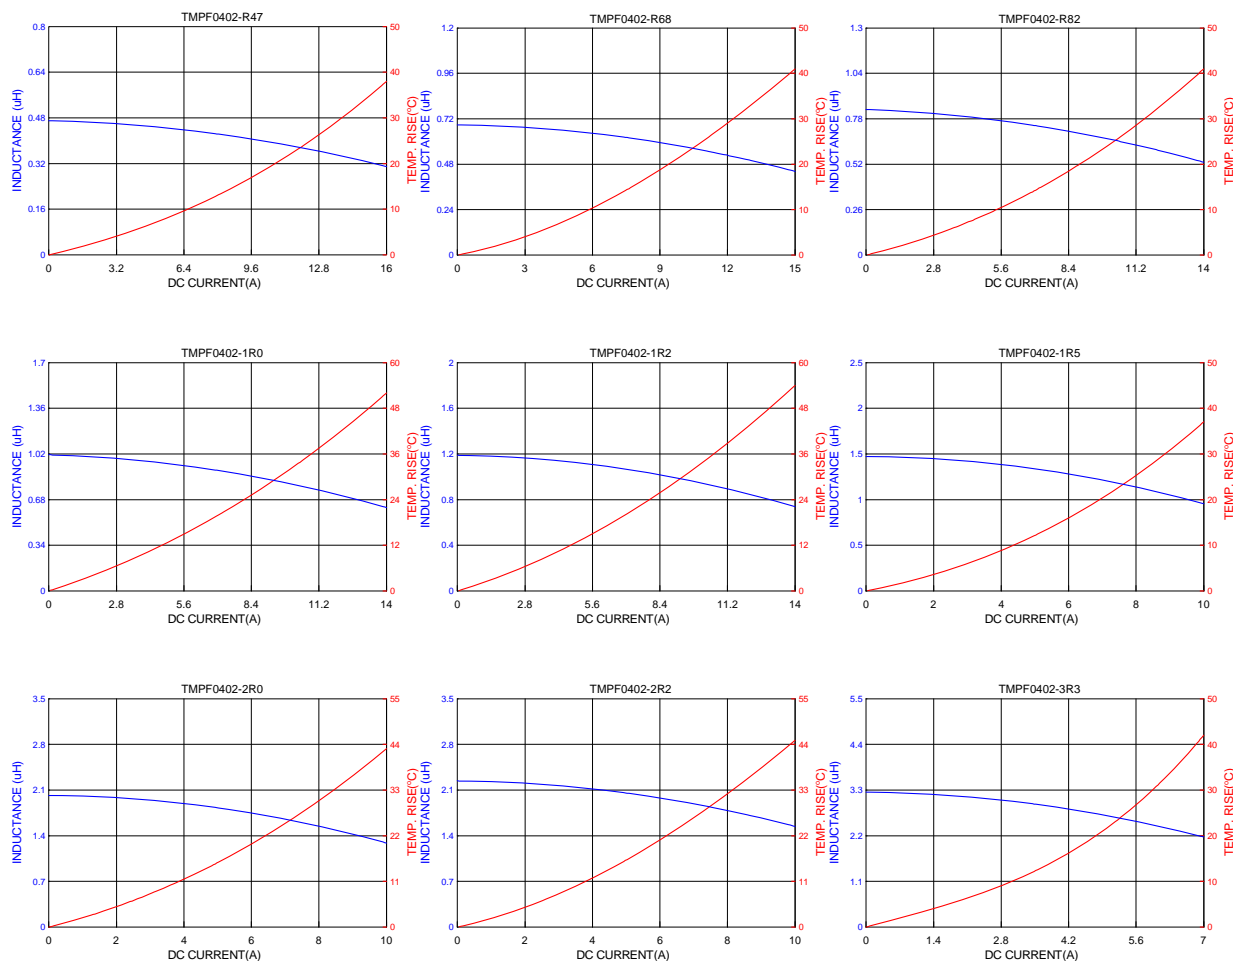 TMPF0402-R47
INDUCTANCE (uH)
0.8
0.64
0.48
0.32
0.16
0
50
40
30
20
10
0
TEMP. RISE(ºC)
0 3.2 6.4 9.6 12.8 16
DC CURRENT(A)
TMPF0402-R68
INDUCTANCE (uH)
1.2
0.96
0.72
0.48
0.24
0
50
40
30
20
10
0
TEMP. RISE(ºC)
0 3 6 9 12 15
DC CURRENT(A)
TMPF0402-R82
INDUCTANCE (uH)
1.3
1.04
0.78
0.52
0.26
0
50
40
30
20
10
0
TEMP. RISE(ºC)
0 2.8 5.6 8.4 11.2 14
DC CURRENT(A)
TMPF0402-1R0
INDUCTANCE (uH)
1.7
1.36
1.02
0.68
0.34
0
60
48
36
24
12
0
TEMP. RISE(ºC)
0 2.8 5.6 8.4 11.2 14
DC CURRENT(A)
TMPF0402-1R2
INDUCTANCE (uH)
2
1.6
1.2
0.8
0.4
0
60
48
36
24
12
0
TEMP. RISE(ºC)
0 2.8 5.6 8.4 11.2 14
DC CURRENT(A)
TMPF0402-1R5
INDUCTANCE (uH)
2.5
2
1.5
1
0.5
0
50
40
30
20
10
0
TEMP. RISE(ºC)
0 2 4 6 8 10
DC CURRENT(A)
TMPF0402-2R0
INDUCTANCE (uH)
3.5
2.8
2.1
1.4
0.7
0
55
44
33
22
11
0
TEMP. RISE(ºC)
0 2 4 6 8 10
DC CURRENT(A)
TMPF0402-2R2
INDUCTANCE (uH)
3.5
2.8
2.1
1.4
0.7
0
55
44
33
22
11
0
TEMP. RISE(ºC)
0 2 4 6 8 10
DC CURRENT(A)
TMPF0402-3R3
INDUCTANCE (uH)
5.5
4.4
3.3
2.2
1.1
0
50
40
30
20
10
0
TEMP. RISE(ºC)
0 1.4 2.8 4.2 5.6 7
DC CURRENT(A)